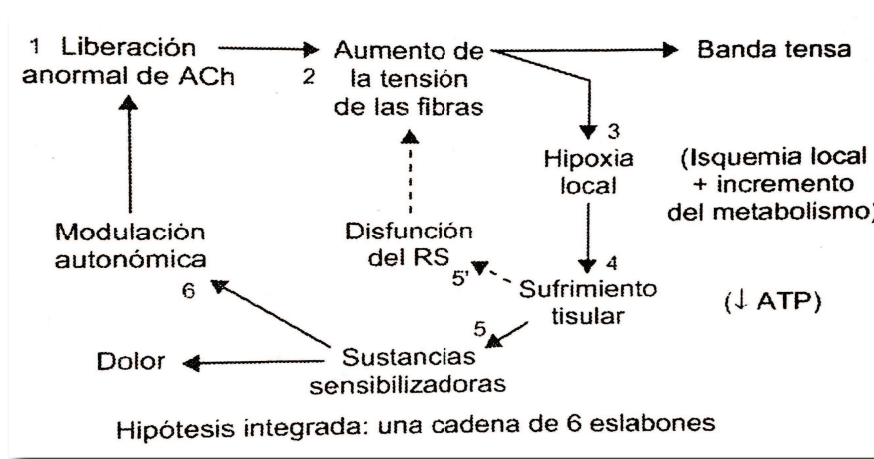 1 Liberación
anormal de ACh
2
Aumento de
la tensión
de las fibras
Banda tensa
3
Hipoxia
local
(Isquemia local
+ incremento
del metabolismo)
Modulación
autonómica
6
Disfunción
del RS
5'
4
Sufrimiento
tisular
(↓ ATP)
5
Dolor
Sustancias
sensibilizadoras
Hipótesis integrada: una cadena de 6 eslabones